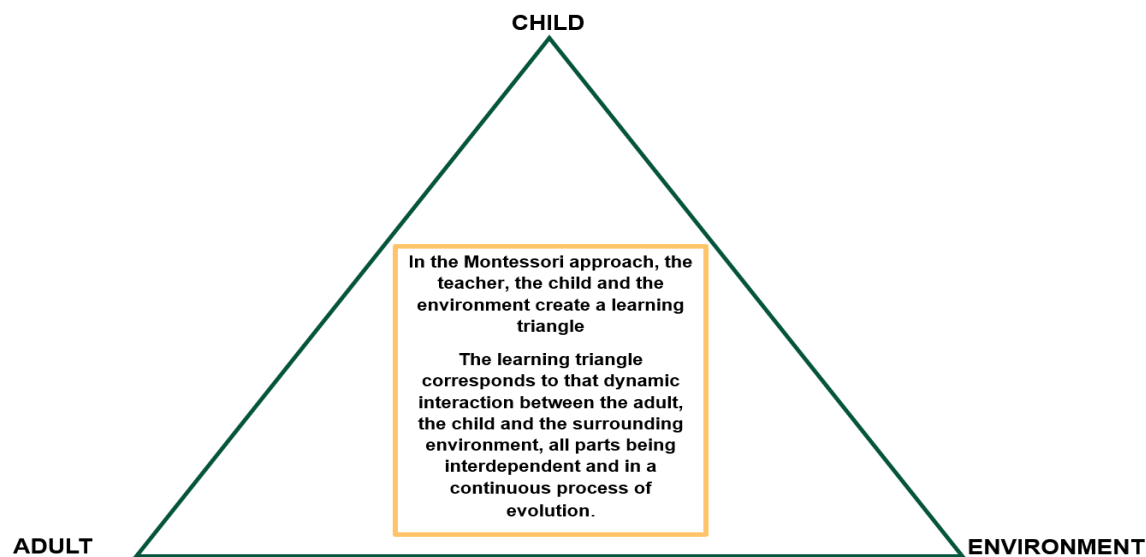 CHILD
In the Montessori approach, the
teacher, the child and the
environment create a learning
triangle
The learning triangle
corresponds to that dynamic
interaction between the adult,
the child and the surrounding
environment, all parts being
interdependent and in a
continuous process of
evolution.
ADULT
ENVIRONMENT